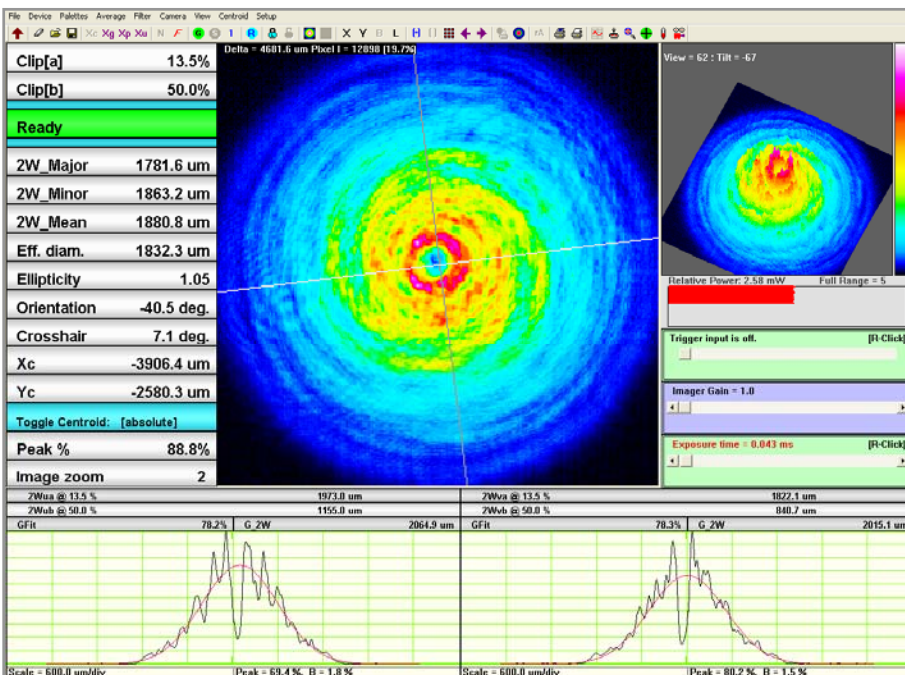 File Device Palettes Average Filter Camera View Centroid Setup
Xc Xg Xp Xu N F G S 1 R X Y B L H rA
Clip[a] 13.5%
Clip[b] 50.0%
Ready
2W_Major 1781.6 um
2W_Minor 1863.2 um
2W_Mean 1880.8 um
Eff. diam. 1832.3 um
Ellipticity 1.05
Orientation -40.5 deg.
Crosshair 7.1 deg.
Xc -3906.4 um
Yc -2580.3 um
Toggle Centroid: [absolute]
Peak % 88.8%
Image zoom 2
Delta = 4681.6 um Pixel I = 12898 [19.7%]
View = 62 : Tilt = -67
Relative Power: 2.58 mW Full Range = 5
Trigger input is off. [R-Click]
Imager Gain = 1.0
Exposure time = 0.043 ms [R-Click]
2Wua @ 13.5 % 1973.0 um
2Wub @ 50.0 % 1155.0 um
GFit 78.2% G_2W 2064.9 um
Scale = 600.0 um/div Peak = 69.4 %, B = 1.8 %
2Wva @ 13.5 % 1822.1 um
2Wvb @ 50.0 % 840.7 um
GFit 78.3% G_2W 2015.1 um
Scale = 600.0 um/div Peak = 80.2 %, B = 1.5 %